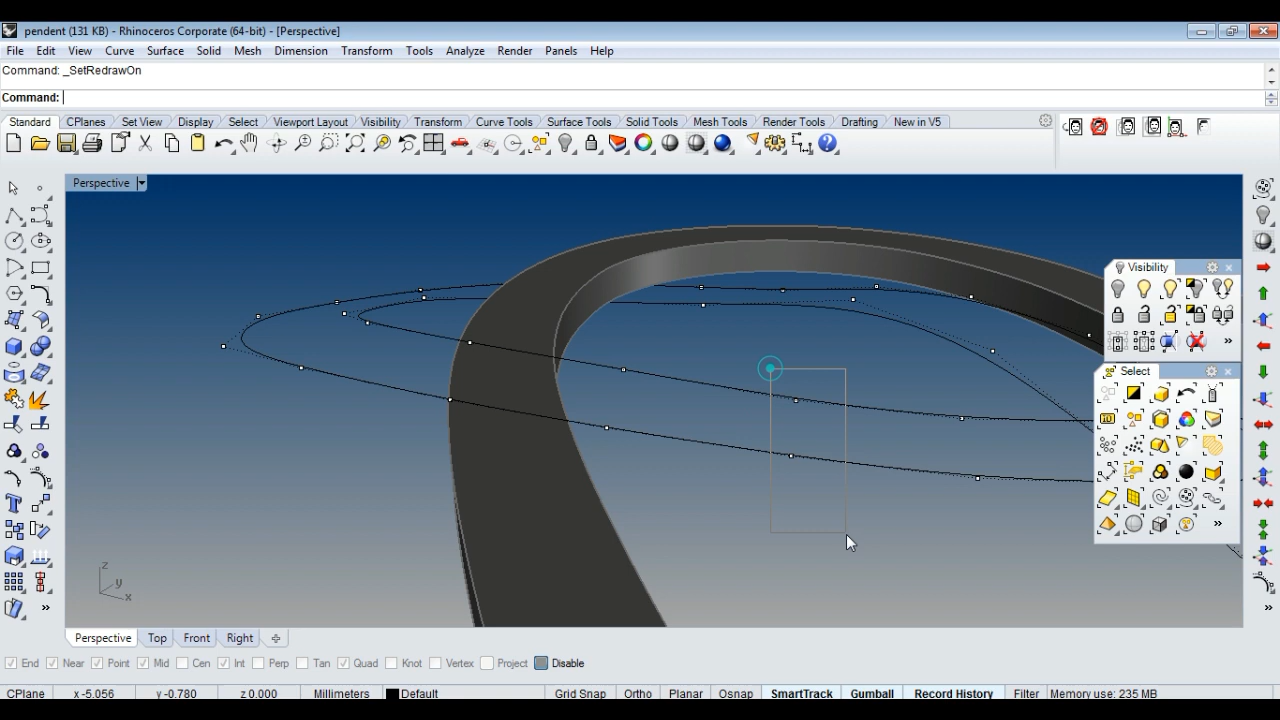 pendent (131 KB) - Rhinoceros Corporate (64-bit) - [Perspective]
File Edit View Curve Surface Solid Mesh Dimension Transform Tools Analyze Render Panels Help
Command: _SetRedrawOn
Command:
Standard CPlanes Set View Display Select Viewport Layout Visibility Transform Curve Tools Surface Tools Solid Tools Mesh Tools Render Tools Drafting New in V5
Perspective
Visibility
Select
z
y
x
Perspective Top Front Right
End Near Point Mid Cen Int Perp Tan Quad Knot Vertex Project Disable
CPlane x -5.056 y -0.780 z 0.000 Millimeters Default Grid Snap Ortho Planar Osnap SmartTrack Gumball Record History Filter Memory use: 235 MB